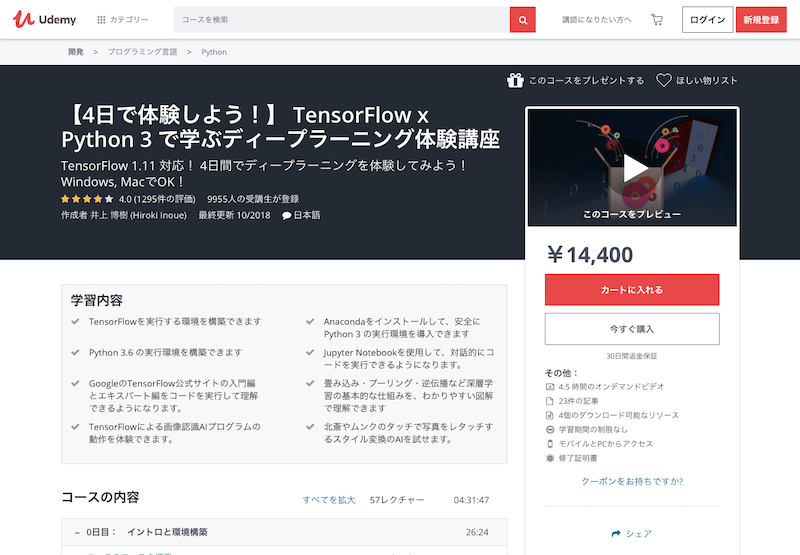 Udemy
カテゴリー
コースを検索
講師になりたい方へ
ログイン
新規登録
開発 > プログラミング言語 > Python
このコースをプレゼントする
ほしい物リスト
【4日で体験しよう！】 TensorFlow x
Python 3 で学ぶディープラーニング体験講座
TensorFlow 1.11 対応！ 4日間でディープラーニングを体験してみよう！
Windows, MacでOK！
4.0 (1295件の評価) 9955人の受講生が登録
作成者 井上 博樹 (Hiroki Inoue) 最終更新 10/2018 日本語
このコースをプレビュー
￥14,400
カートに入れる
今すぐ購入
30日間返金保証
その他：
4.5 時間のオンデマンドビデオ
23件の記事
4個のダウンロード可能なリソース
学習期間の制限なし
モバイルとPCからアクセス
修了証明書
クーポンをお持ちですか?
シェア
学習内容
TensorFlowを実行する環境を構築できます
Python 3.6 の実行環境を構築できます
GoogleのTensorFlow公式サイトの入門編
とエキスパート編をコードを実行して理解
できるようになります。
TensorFlowによる画像認識AIプログラムの
動作を体験できます。
Anacondaをインストールして、安全に
Python 3 の実行環境を導入できます
Jupyter Notebookを使用して、対話的にコ
ードを実行できるようになります。
畳み込み・プーリング・逆伝播など深層学
習の基本的な仕組みを、わかりやすい図解
で理解できます
北斎やムンクのタッチで写真をレタッチす
るスタイル変換のAIを試せます。
コースの内容
すべてを拡大
57レクチャー
04:31:47
− 0日目： イントロと環境構築
26:24